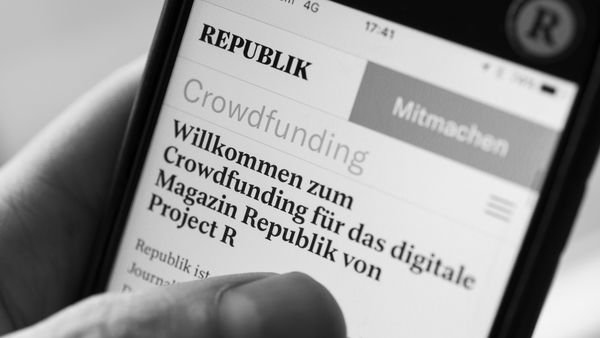 4G
17:41
R
REPUBLIK
Mitmachen
Crowdfunding
Willkommen zum
Crowdfunding für das digitale
Magazin Republik von
Project R
Republik ist